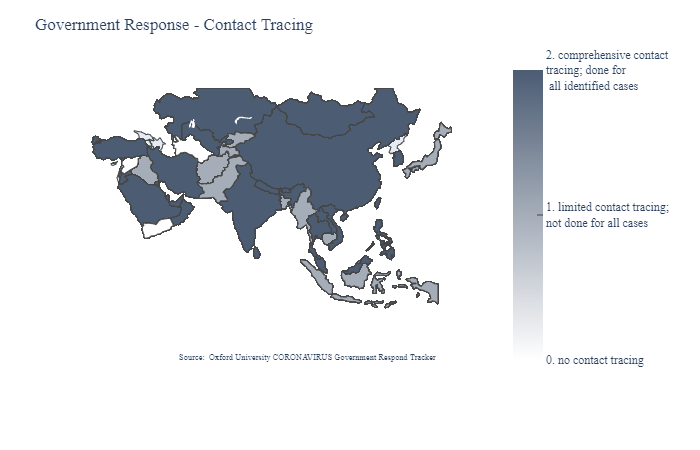 Government Response - Contact Tracing
2. comprehensive contact
tracing; done for
all identified cases
1. limited contact tracing;
not done for all cases
0. no contact tracing
Source: Oxford University CORONAVIRUS Government Respond Tracker